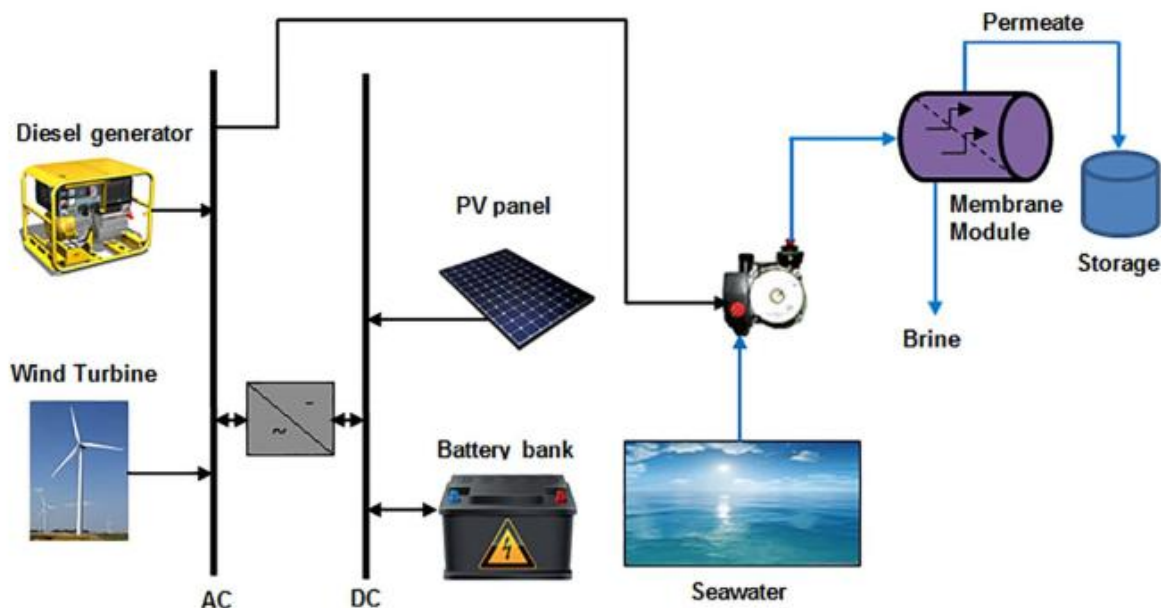 Permeate
Diesel generator
PV panel
Membrane
Module
Storage
Brine
Wind Turbine
Battery bank
Seawater
AC
DC